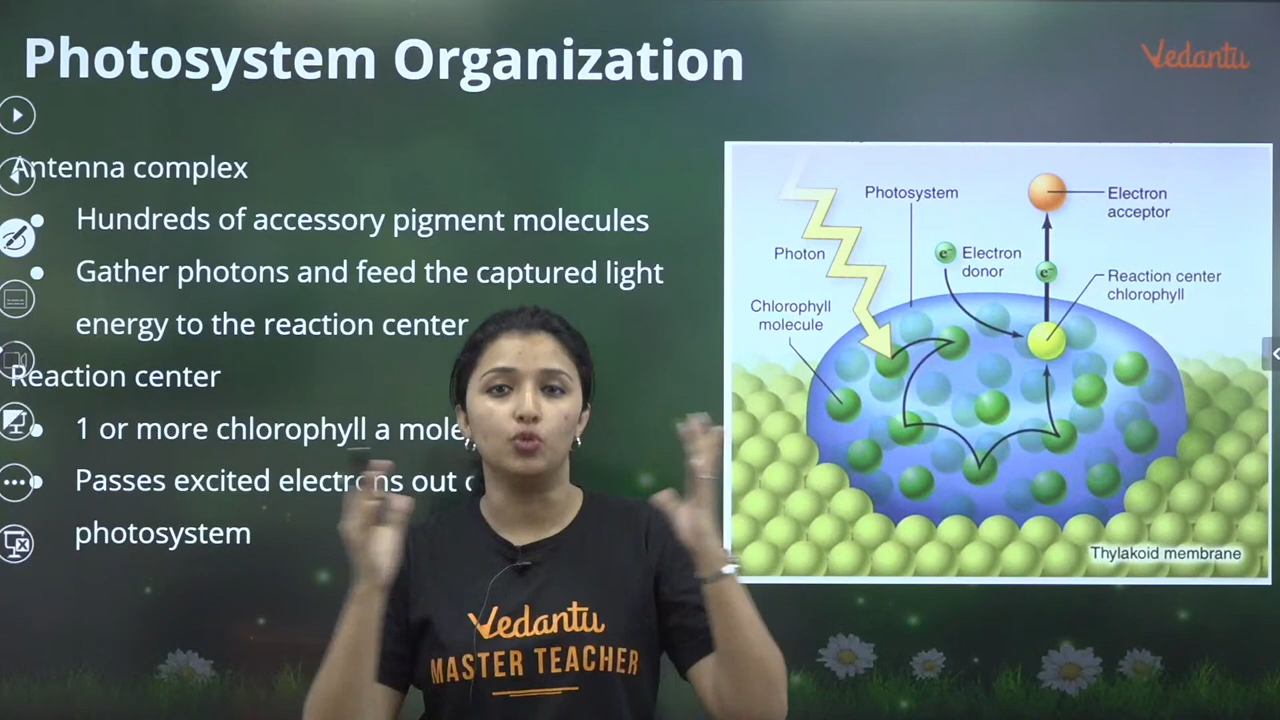 Photosystem Organization
Vedantu
Antenna complex
Hundreds of accessory pigment molecules
Gather photons and feed the captured light
energy to the reaction center
Reaction center
1 or more chlorophyll a
Passes excited electrons out
photosystem
Photosystem
Electron
acceptor
Photon
e⁻
Electron
donor
e⁻
Reaction center
chlorophyll
Chlorophyll
molecule
Thylakoid membrane
Vedantu
MASTER TEACHER